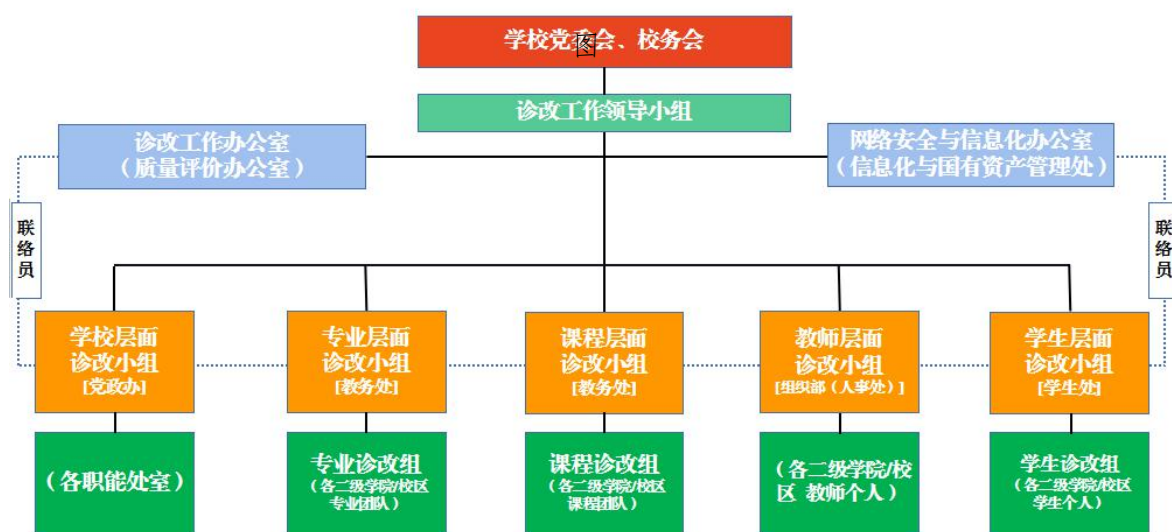 学校党委会、校务会
图
诊改工作领导小组
诊改工作办公室
（质量评价办公室）
网络安全与信息化办公室
（信息化与国有资产管理处）
联
络
员
联
络
员
学校层面
诊改小组
[党政办]
专业层面
诊改小组
[教务处]
课程层面
诊改小组
[教务处]
教师层面
诊改小组
[组织部（人事处）]
学生层面
诊改小组
[学生处]
（各职能处室）
专业诊改组
（各二级学院/校区
专业团队）
课程诊改组
（各二级学院/校区
课程团队）
（各二级学院/校
区 教师个人）
学生诊改组
（各二级学院/校区
学生个人）